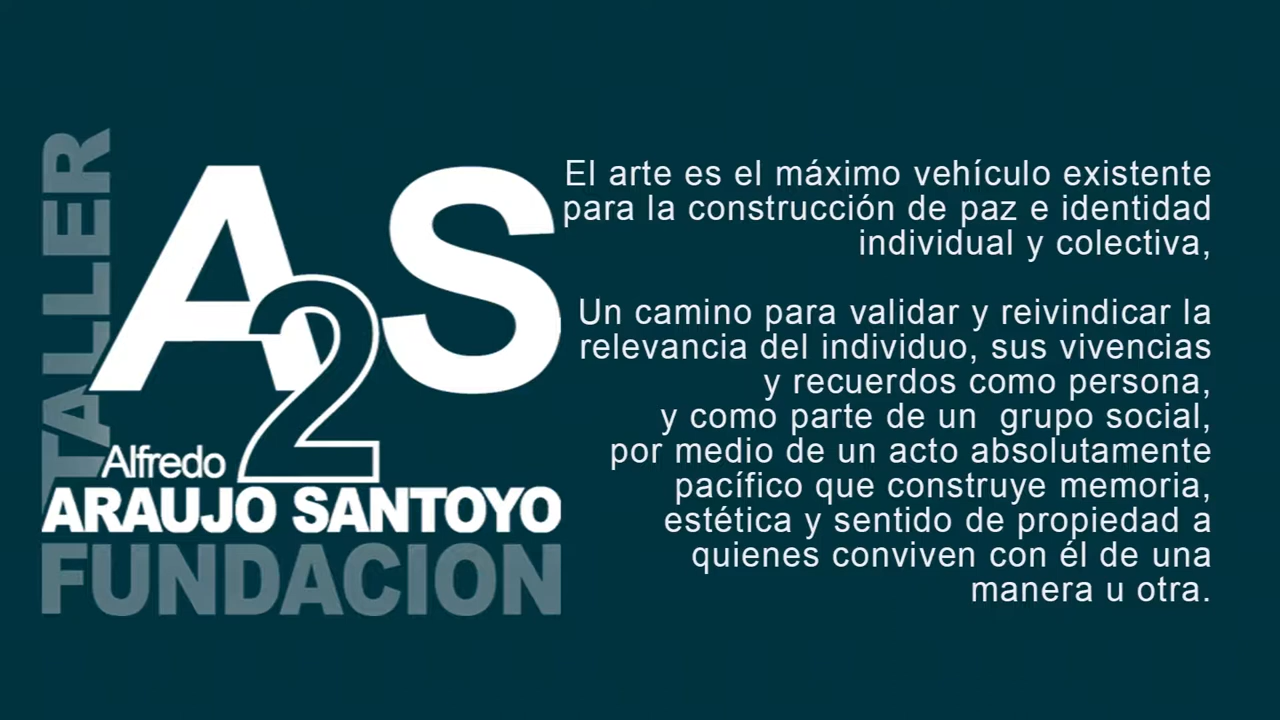 TALLER
A2S
Alfredo
ARAUJO SANTOYO
FUNDACION
El arte es el máximo vehículo existente
para la construcción de paz e identidad
individual y colectiva,
Un camino para validar y reivindicar la
relevancia del individuo, sus vivencias
y recuerdos como persona,
y como parte de un  grupo social,
por medio de un acto absolutamente
pacífico que construye memoria,
estética y sentido de propiedad a
quienes conviven con él de una
manera u otra.